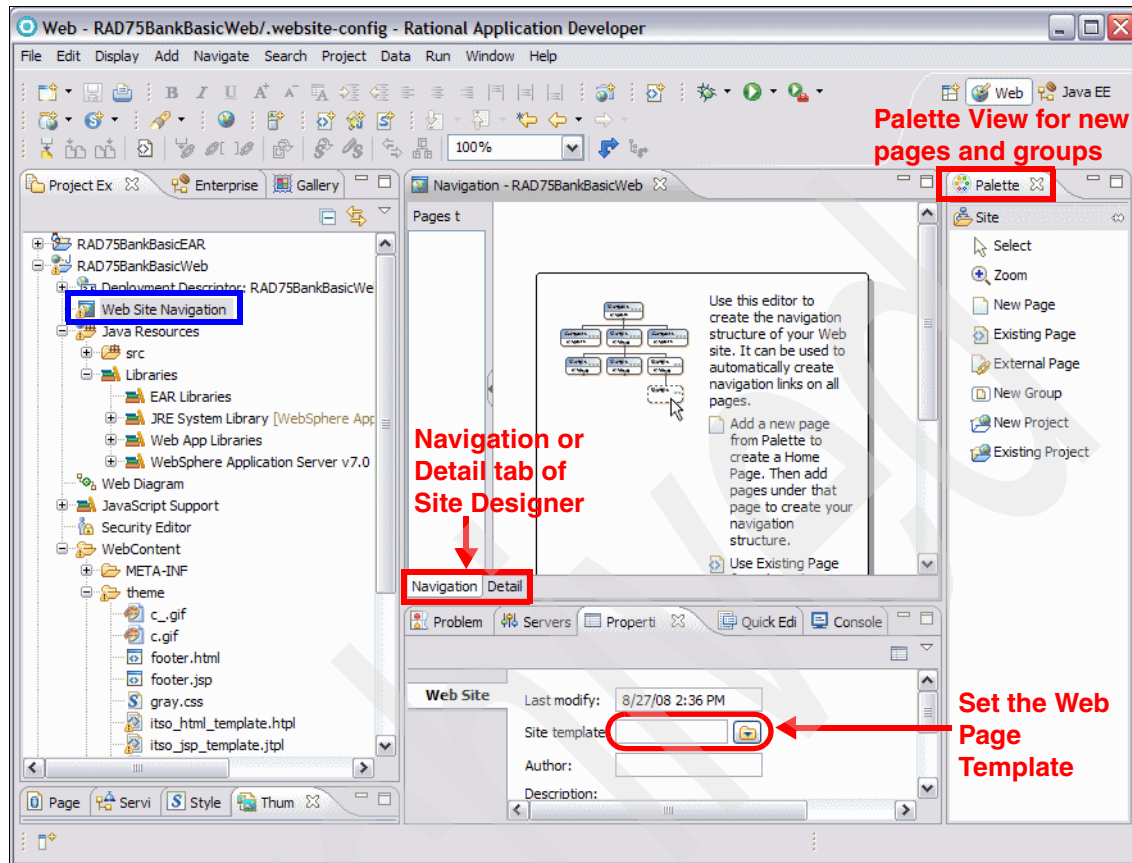 Web - RAD75BankBasicWeb/.website-config - Rational Application Developer
File Edit Display Add Navigate Search Project Data Run Window Help
Web Java EE
100%
Palette View for new
pages and groups
Project Ex Enterprise Gallery
RAD75BankBasicEAR
RAD75BankBasicWeb
Deployment Descriptor: RAD75BankBasicWe
Web Site Navigation
Java Resources
src
Libraries
EAR Libraries
JRE System Library [WebSphere App
Web App Libraries
WebSphere Application Server v7.0
Web Diagram
JavaScript Support
Security Editor
WebContent
META-INF
theme
c_.gif
c.gif
footer.html
footer.jsp
gray.css
itso_html_template.htpl
itso_jsp_template.jtpl
Page Servi Style Thum
Navigation - RAD75BankBasicWeb
Pages t
Use this editor to
create the navigation
structure of your Web
site. It can be used to
automatically create
navigation links on all
pages.
Add a new page
from Palette to
create a Home
Page. Then add
pages under that
page to create your
navigation
structure.
Use Existing Page
Navigation or
Detail tab of
Site Designer
Navigation Detail
Problem Servers Properti Quick Edi Console
Web Site
Last modify: 8/27/08 2:36 PM
Site template
Author:
Description:
Palette
Site
Select
Zoom
New Page
Existing Page
External Page
New Group
New Project
Existing Project
Set the Web
Page
Template